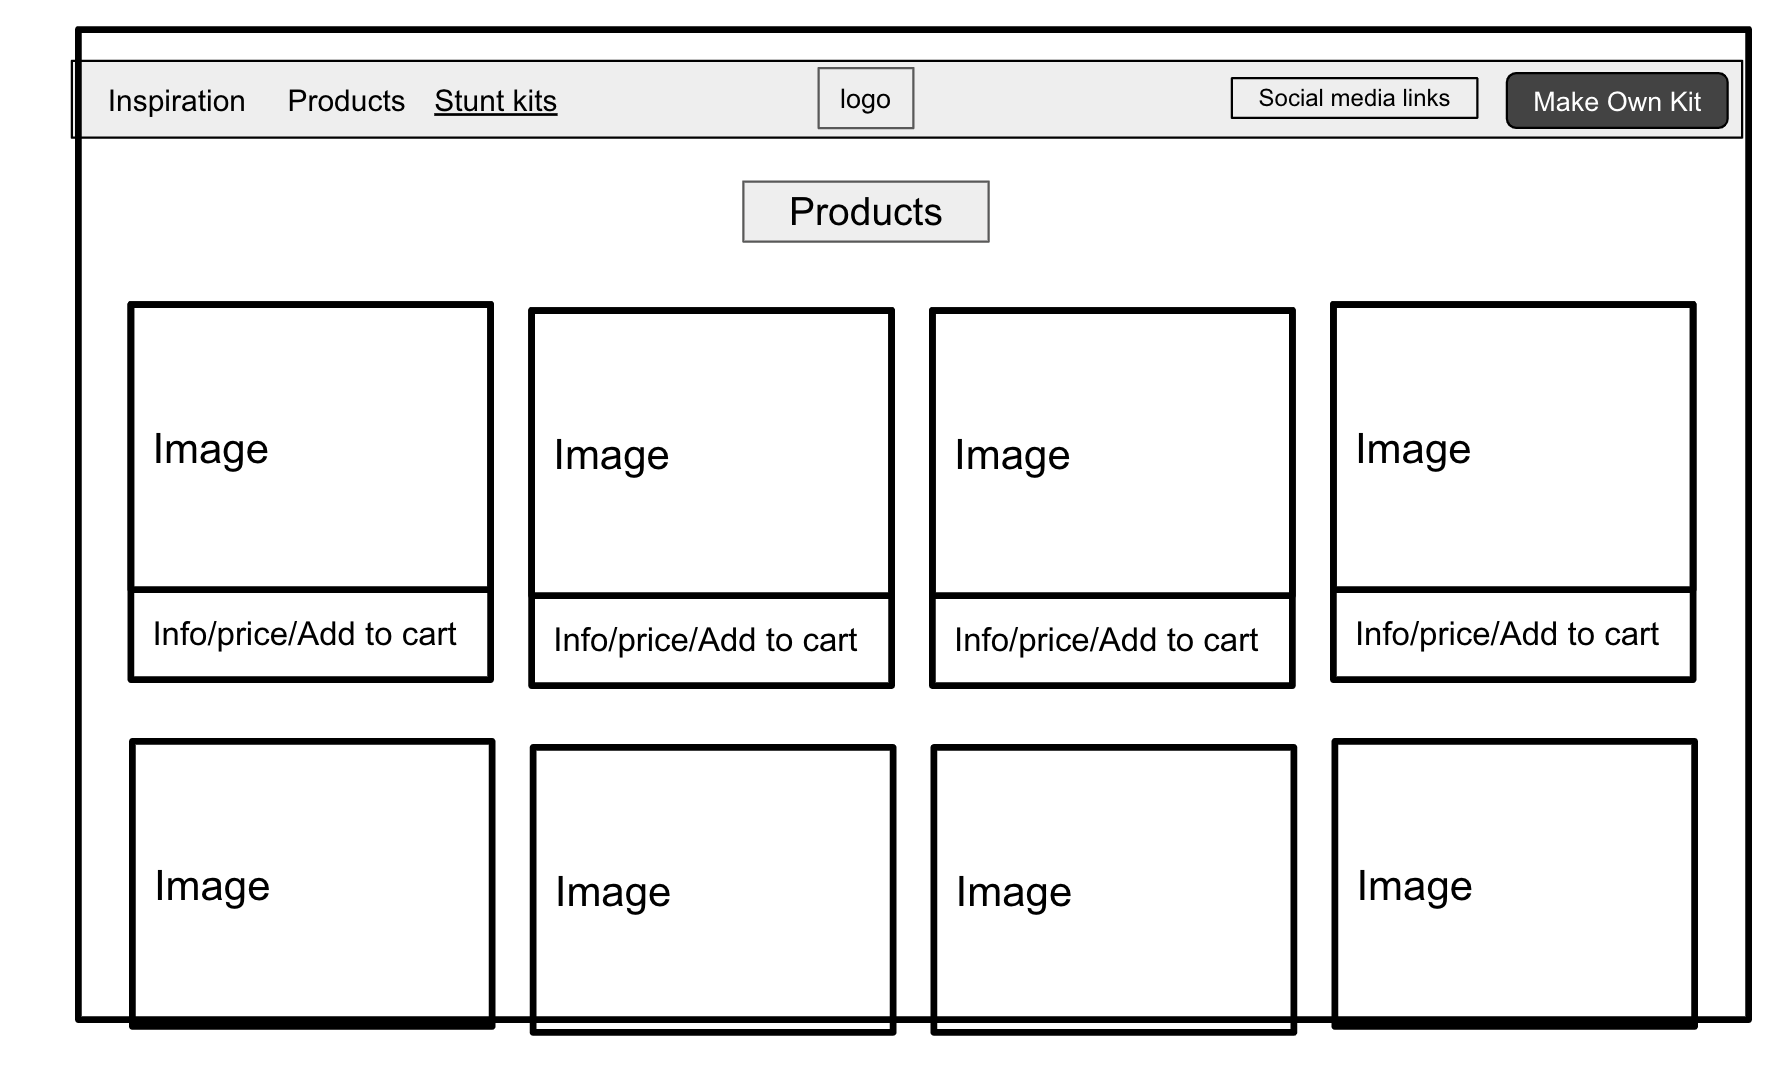 Inspiration Products Stunt kits logo Social media links Make Own Kit
Products
Image Image Image Image
Info/price/Add to cart Info/price/Add to cart Info/price/Add to cart Info/price/Add to cart
Image Image Image Image